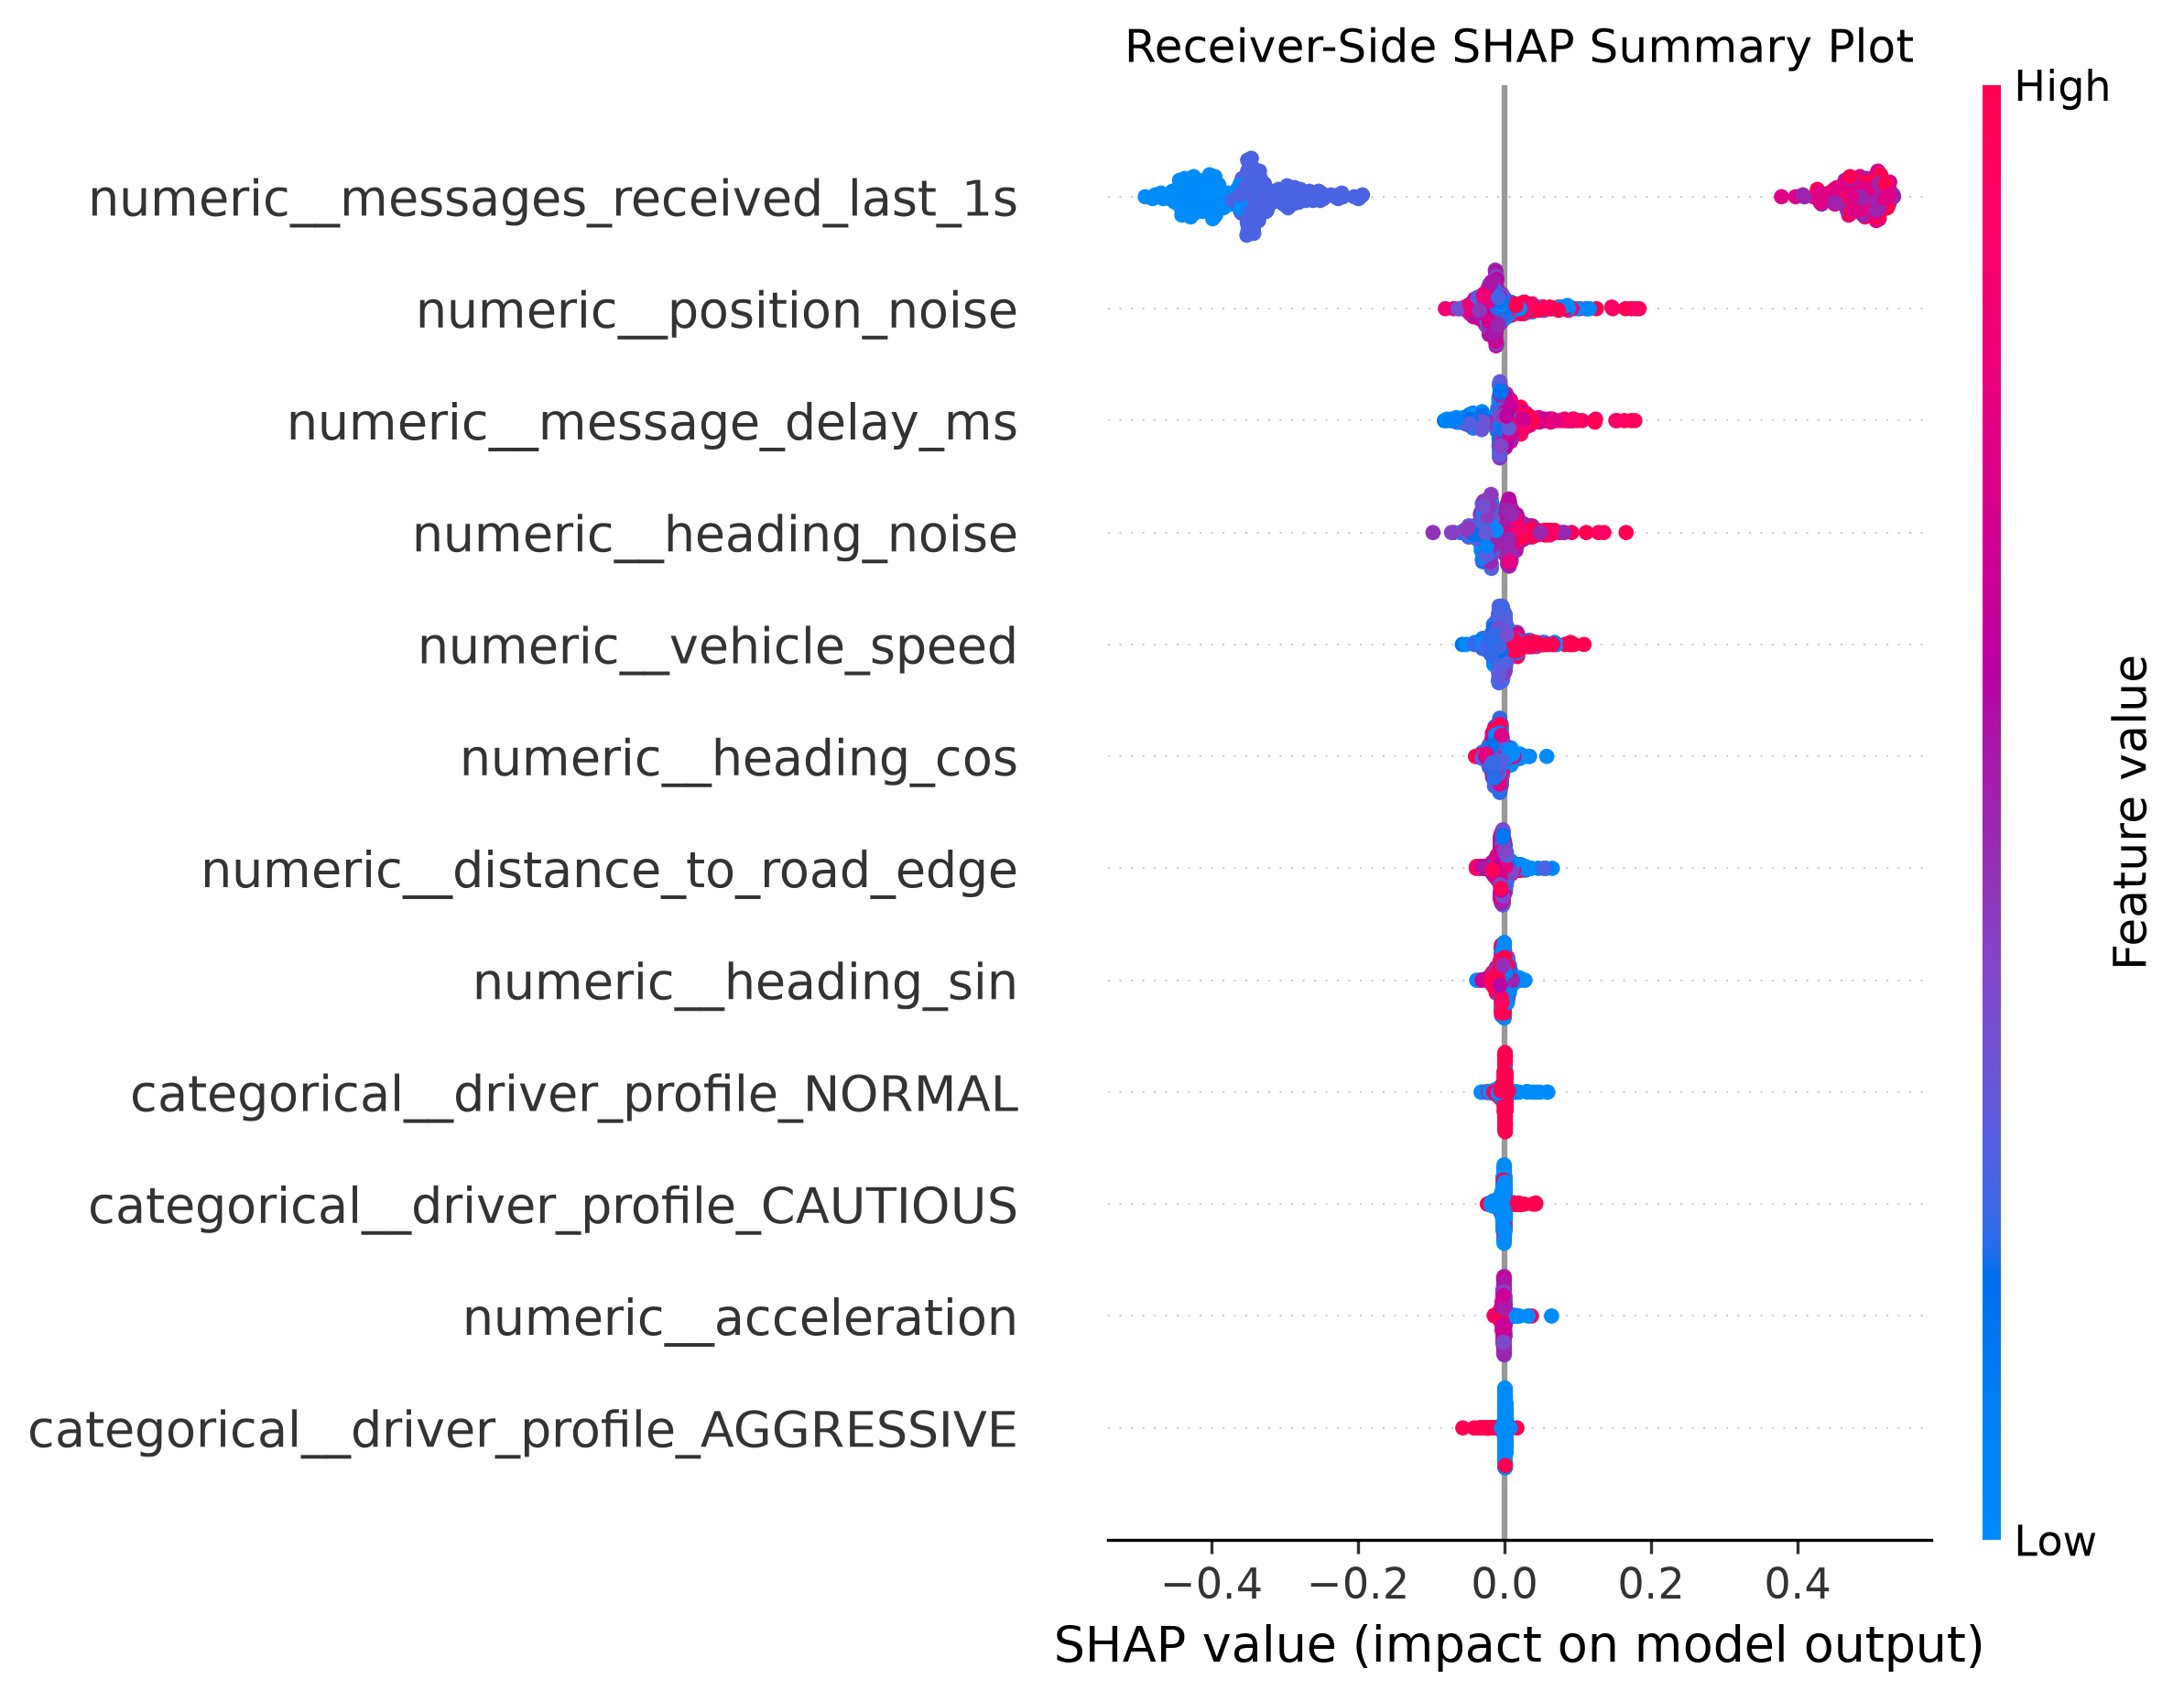 Receiver-Side SHAP Summary Plot
High
numeric__messages_received_last_1s
numeric__position_noise
numeric__message_delay_ms
numeric__heading_noise
numeric__vehicle_speed
numeric__heading_cos
numeric__distance_to_road_edge
numeric__heading_sin
categorical__driver_profile_NORMAL
categorical__driver_profile_CAUTIOUS
numeric__acceleration
categorical__driver_profile_AGGRESSIVE
Feature value
Low
−0.4 −0.2 0.0 0.2 0.4
SHAP value (impact on model output)